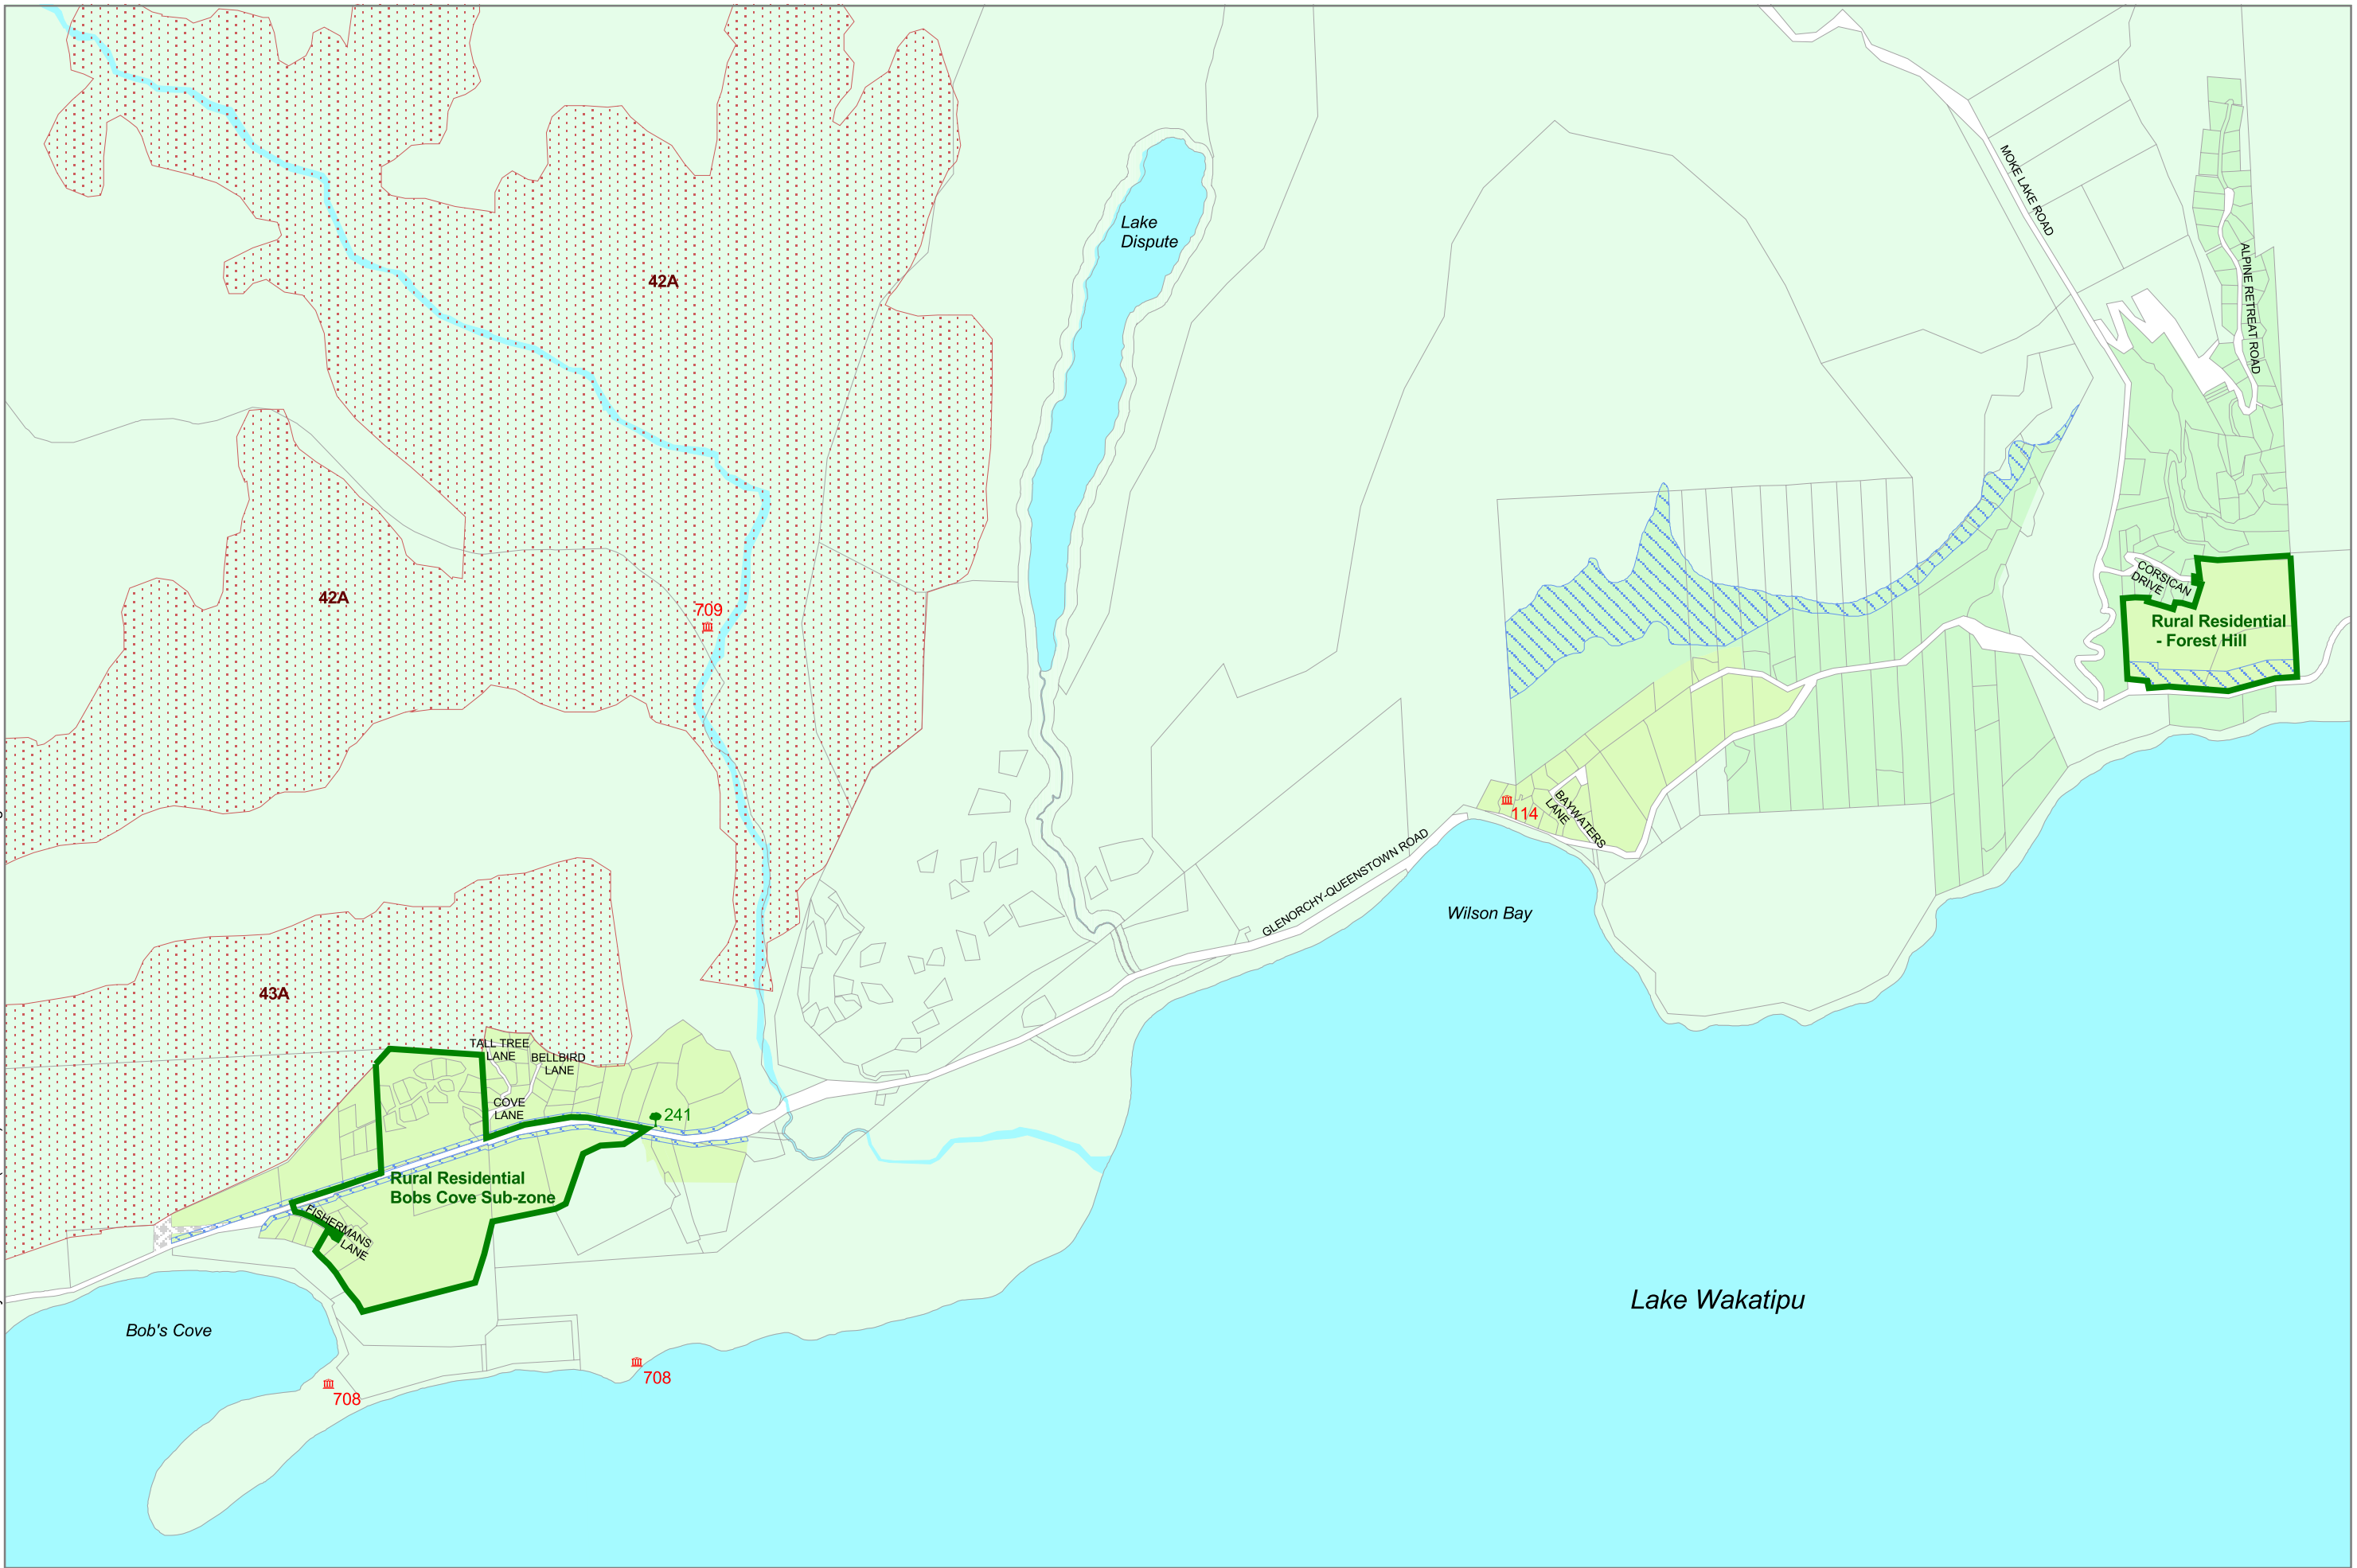 Lake
Dispute
MOKE LAKE ROAD
ALPINE RETREAT ROAD
42A
42A
709
CORSICAN
DRIVE
Rural Residential
- Forest Hill
114
BAYWATERS
LANE
GLENORCHY-QUEENSTOWN ROAD
Wilson Bay
43A
TALL TREE
LANE
BELLBIRD
LANE
COVE
LANE
241
Rural Residential
Bobs Cove Sub-zone
FISHERMANS
LANE
Lake Wakatipu
Bob's Cove
708
708